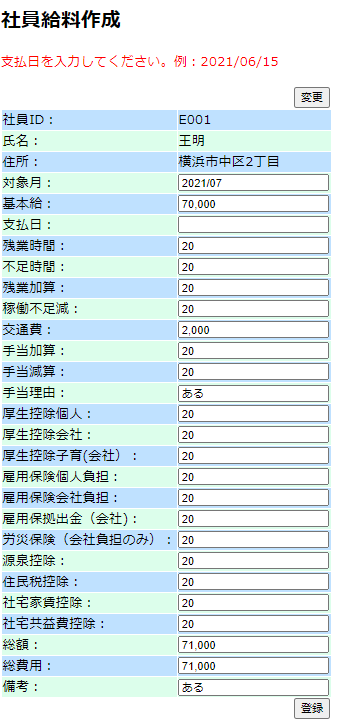 社員給料作成
支払日を入力してください。例：2021/06/15
変更
社員ID： E001
氏名： 王明
住所： 横浜市中区2丁目
対象月： 2021/07
基本給： 70,000
支払日：
残業時間： 20
不足時間： 20
残業加算： 20
稼働不足減： 20
交通費： 2,000
手当加算： 20
手当減算： 20
手当理由： ある
厚生控除個人： 20
厚生控除会社： 20
厚生控除子育(会社）： 20
雇用保険個人負担： 20
雇用保険会社負担： 20
雇用保拠出金（会社)： 20
労災保険（会社負担のみ）： 20
源泉控除： 20
住民税控除： 20
社宅家賃控除： 20
社宅共益費控除： 20
総額： 71,000
総費用： 71,000
備考： ある
登録